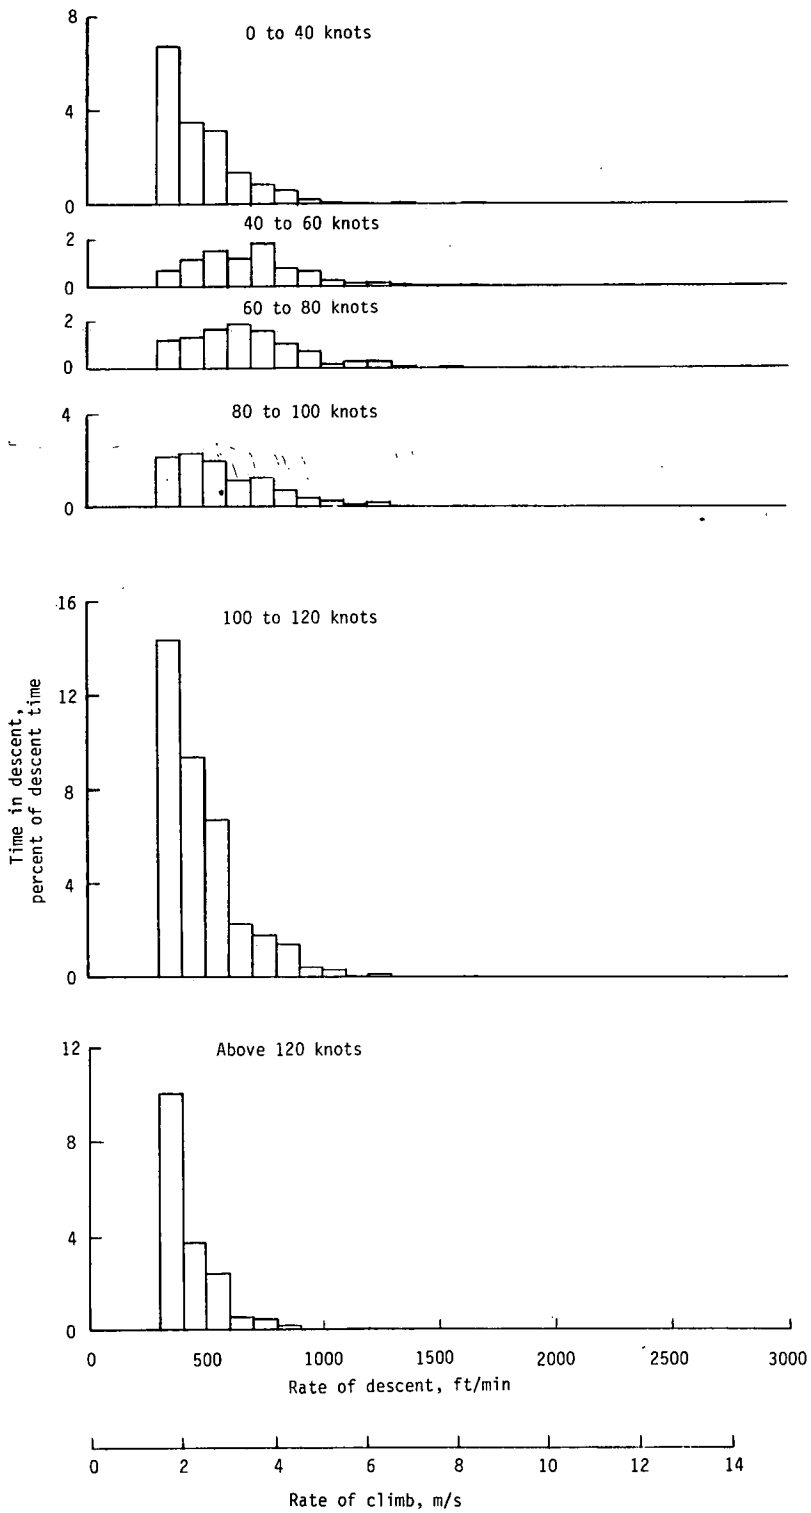 8
0 to 40 knots
4
0
40 to 60 knots
2
0
60 to 80 knots
2
0
80 to 100 knots
4
0
16
100 to 120 knots
12
Time in descent,
percent of descent time
8
4
0
12
Above 120 knots
8
4
0
0 500 1000 1500 2000 2500 3000
Rate of descent, ft/min
0 2 4 6 8 10 12 14
Rate of climb, m/s